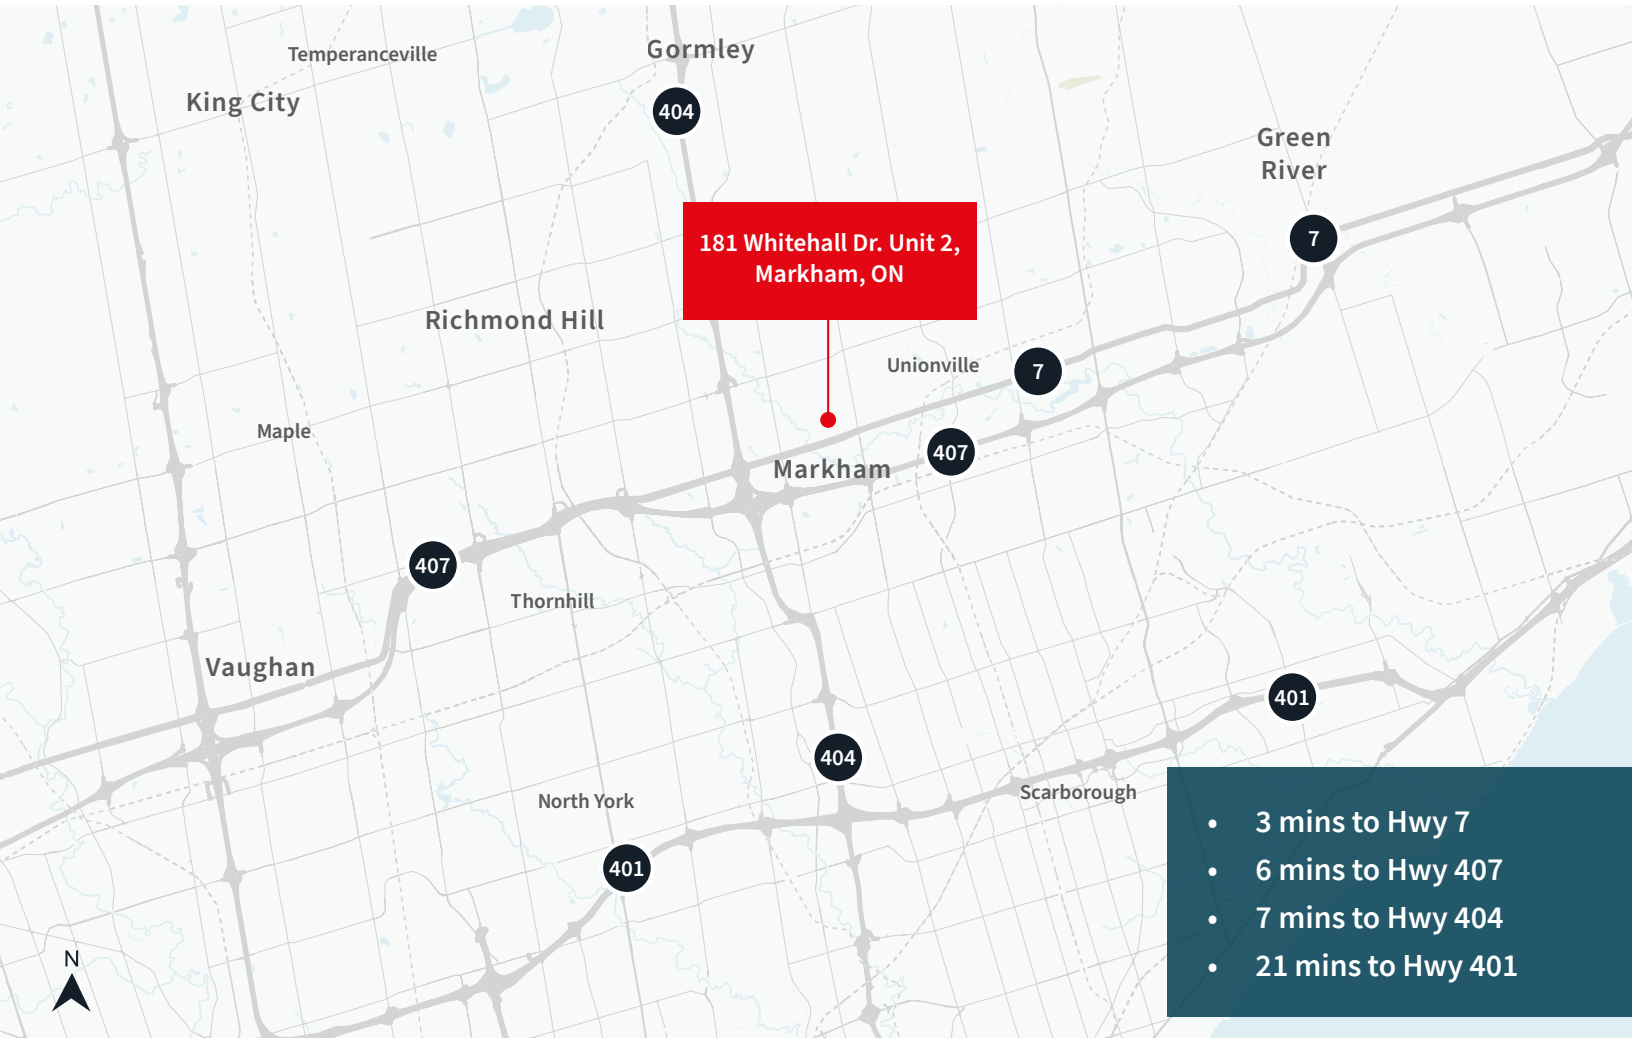 Temperanceville
Gormley
King City
404
Green
River
181 Whitehall Dr. Unit 2,
Markham, ON
7
Richmond Hill
Unionville
7
Maple
407
Markham
407
Thornhill
Vaughan
401
404
North York
Scarborough
401
• 3 mins to Hwy 7
• 6 mins to Hwy 407
• 7 mins to Hwy 404
• 21 mins to Hwy 401
N